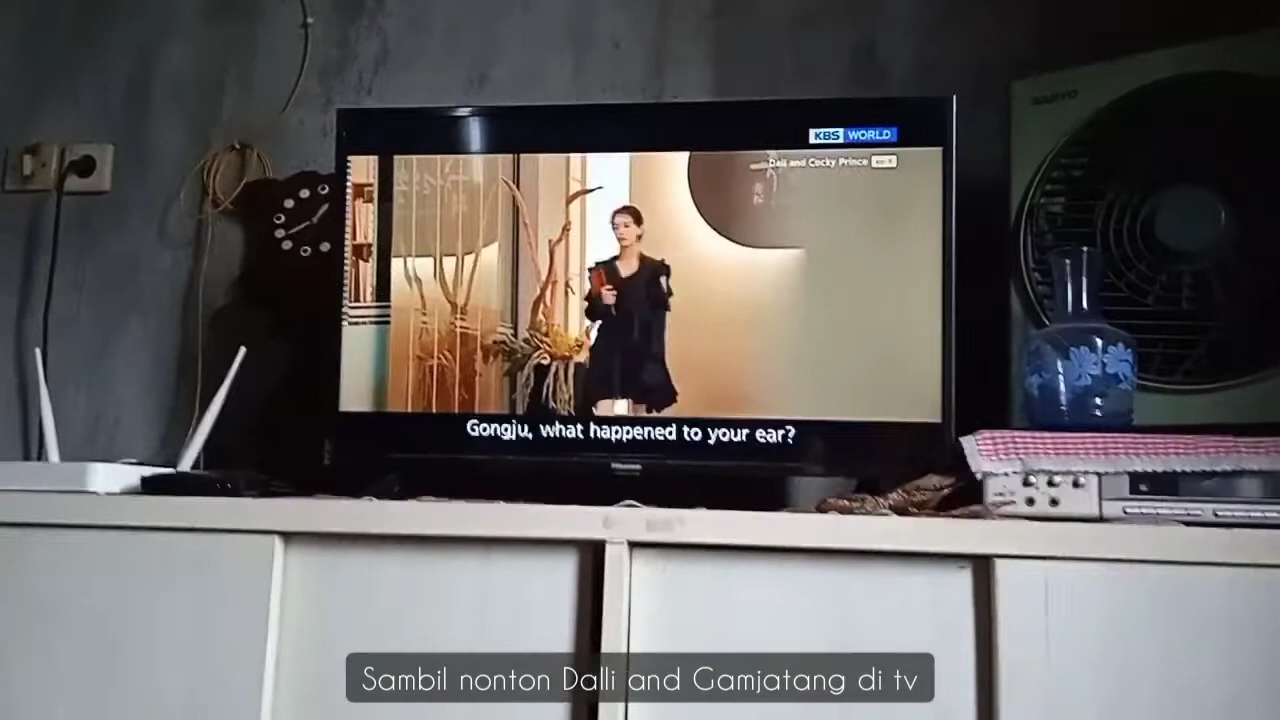 KBS WORLD
Dali and Cocky Prince
Gongju, what happened to your ear?
Hisense
Sambil nonton Dalli and Gamjatang di tv